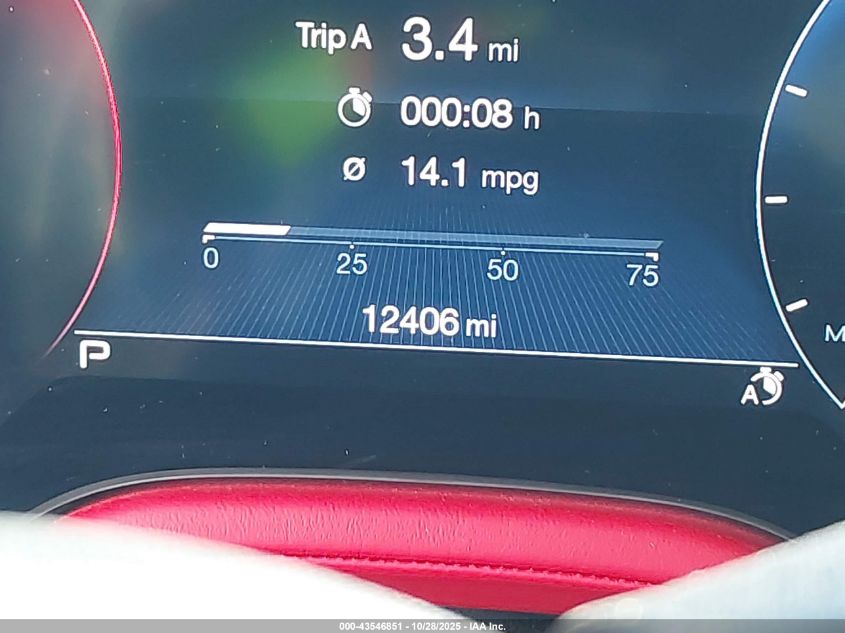 Trip A 3.4 mi
000:08 h
Ø 14.1 mpg
0 25 50 75
12406 mi
P
A
M
000-43546851 - 10/28/2025 - IAA Inc.